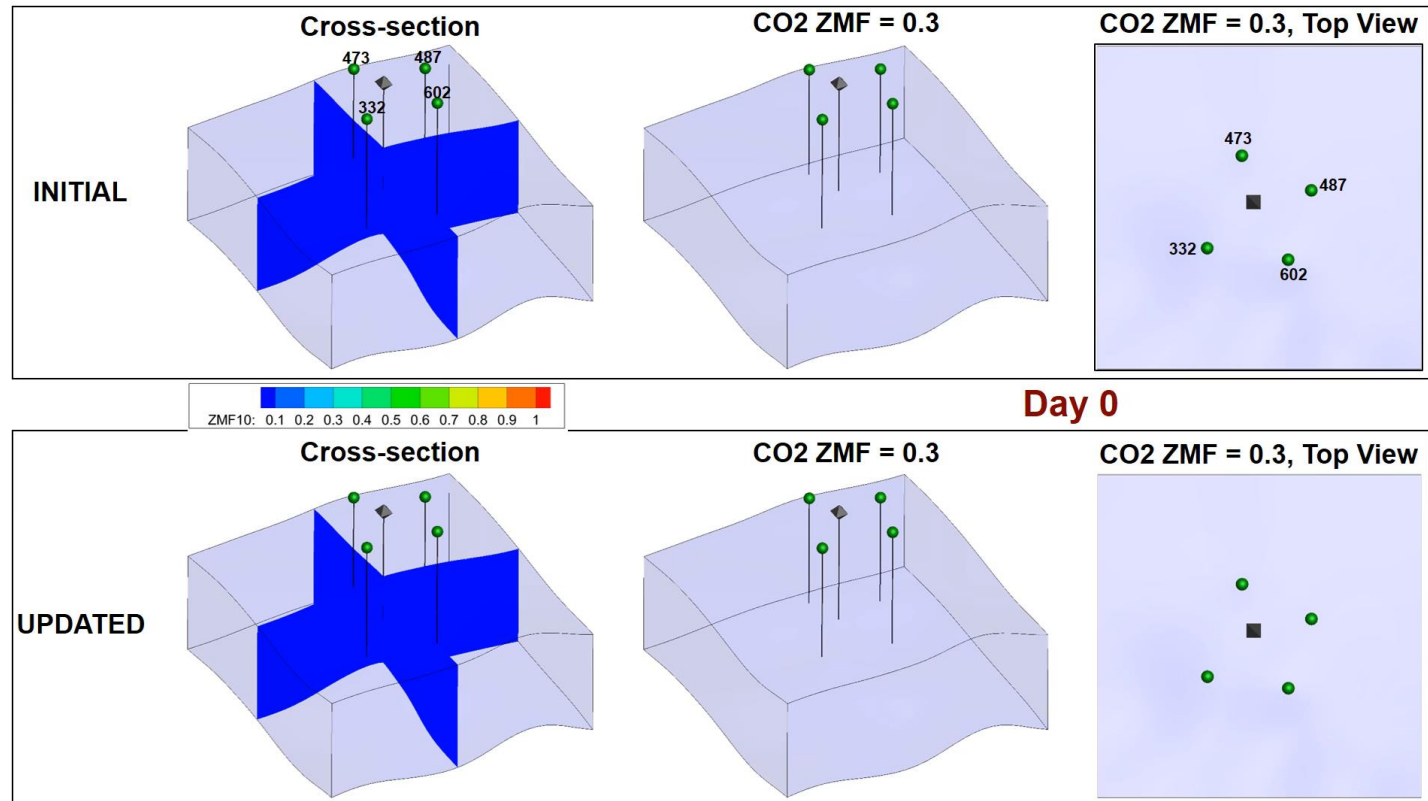 Cross-section
CO2 ZMF = 0.3
CO2 ZMF = 0.3, Top View
473
487
332
602
INITIAL
473
487
332
602
ZMF10: 0.1 0.2 0.3 0.4 0.5 0.6 0.7 0.8 0.9 1
Day 0
Cross-section
CO2 ZMF = 0.3
CO2 ZMF = 0.3, Top View
UPDATED